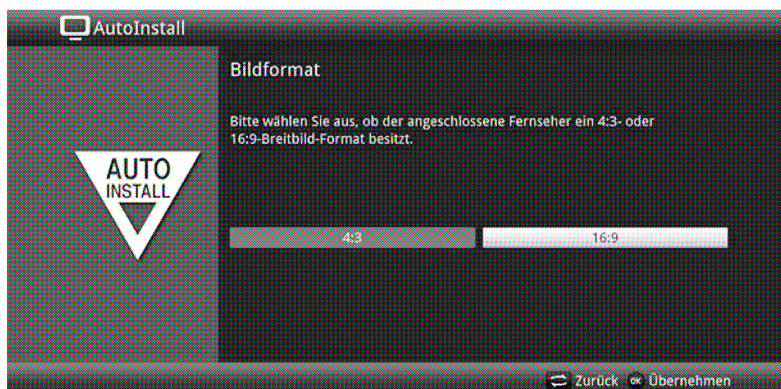 AutoInstall
Bildformat
Bitte wählen Sie aus, ob der angeschlossene Fernseher ein 4:3- oder
16:9-Breitbild-Format besitzt.
AUTO
INSTALL
4:3
16:9
Zurück OK Übernehmen